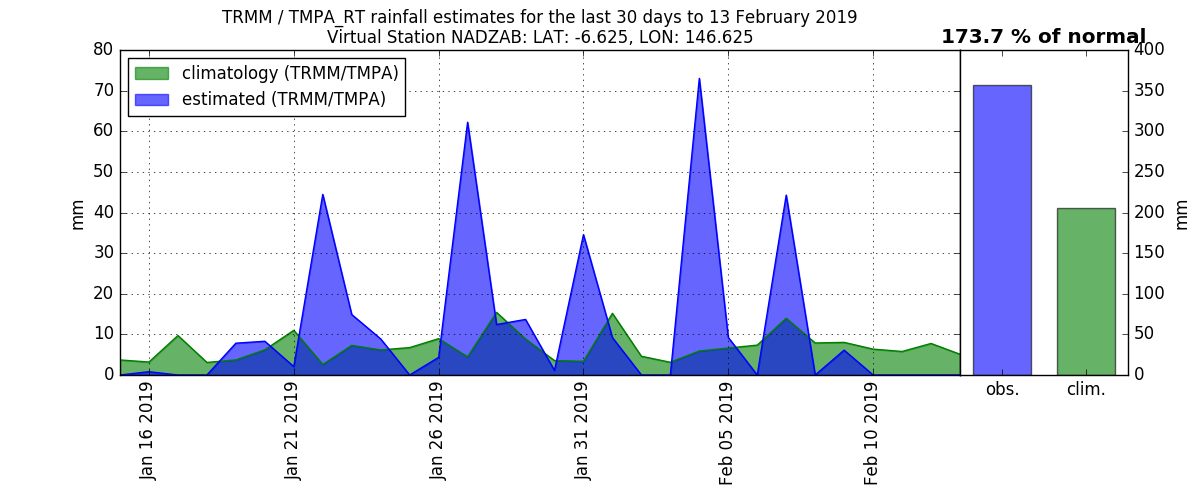 TRMM / TMPA_RT rainfall estimates for the last 30 days to 13 February 2019
Virtual Station NADZAB: LAT: -6.625, LON: 146.625
173.7 % of normal
climatology (TRMM/TMPA)
estimated (TRMM/TMPA)
80
70
60
50
40
30
20
10
0
mm
Jan 16 2019
Jan 21 2019
Jan 26 2019
Jan 31 2019
Feb 05 2019
Feb 10 2019
400
350
300
250
200
150
100
50
0
mm
obs.
clim.